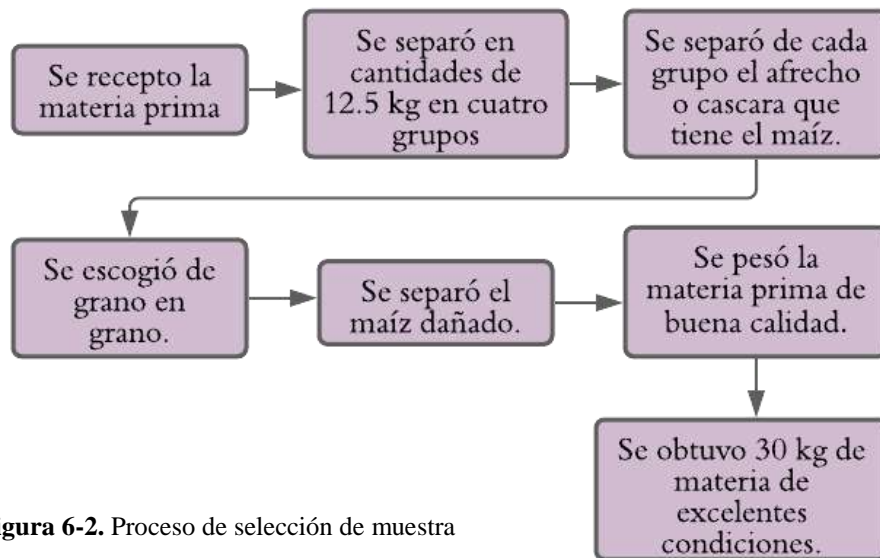 Se recepto la
materia prima
Se separó en
cantidades de
12.5 kg en cuatro
grupos
Se separó de cada
grupo el afrecho
o cascara que
tiene el maíz.
Se escogió de
grano en
grano.
Se separó el
maíz dañado.
Se pesó la
materia prima de
buena calidad.
Se obtuvo 30 kg de
materia de
excelentes
condiciones.
igura 6-2. Proceso de selección de muestra